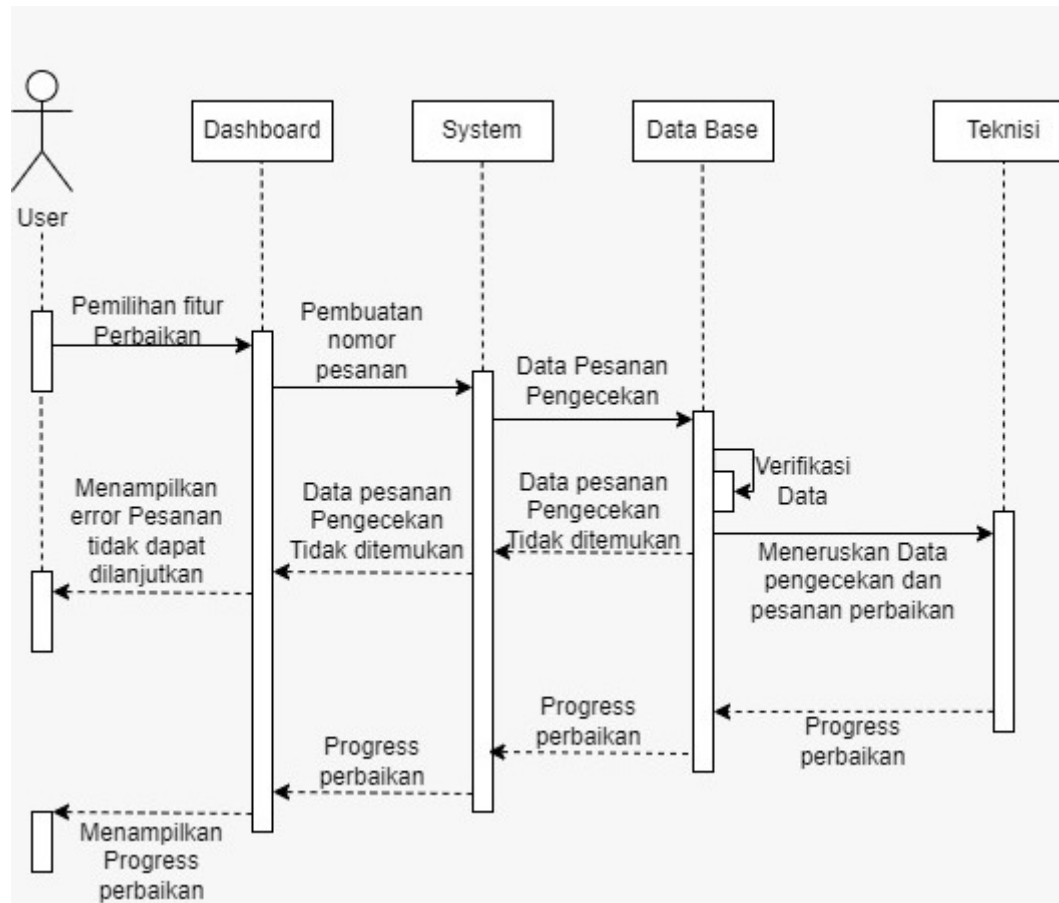 Dashboard
System
Data Base
Teknisi
User
Pemilihan fitur
Perbaikan
Pembuatan
nomor
pesanan
Data Pesanan
Pengecekan
Verifikasi
Data
Menampilkan
error Pesanan
tidak dapat
dilanjutkan
Data pesanan
Pengecekan
Tidak ditemukan
Data pesanan
Pengecekan
Tidak ditemukan
Meneruskan Data
pengecekan dan
pesanan perbaikan
Progress
perbaikan
Progress
perbaikan
Progress
perbaikan
Menampilkan
Progress
perbaikan